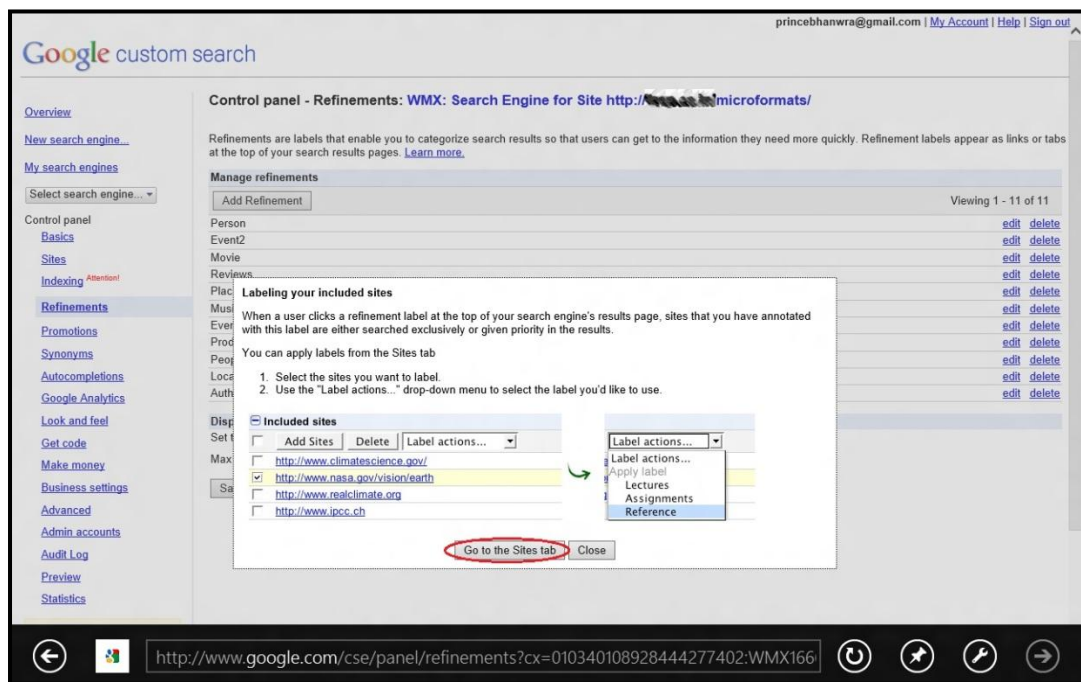 princebhanwra@gmail.com | My Account | Help | Sign out
Google custom search
Overview
New search engine...
My search engines
Select search engine...
Control panel
Basics
Sites
Indexing Attention!
Refinements
Promotions
Synonyms
Autocompletions
Google Analytics
Look and feel
Get code
Make money
Business settings
Advanced
Admin accounts
Audit Log
Preview
Statistics
Control panel - Refinements: WMX: Search Engine for Site http:// microformats/
Refinements are labels that enable you to categorize search results so that users can get to the information they need more quickly. Refinement labels appear as links or tabs
at the top of your search results pages. Learn more.
Manage refinements
Add Refinement Viewing 1 - 11 of 11
Person edit delete
Event2 edit delete
Movie edit delete
Reviews edit delete
Plac edit delete
Musi edit delete
Even edit delete
Prod edit delete
Peop edit delete
Loca edit delete
Auth edit delete
Disp
Set t
Max
Sa
Labeling your included sites
When a user clicks a refinement label at the top of your search engine's results page, sites that you have annotated
with this label are either searched exclusively or given priority in the results.
You can apply labels from the Sites tab
1. Select the sites you want to label.
2. Use the "Label actions..." drop-down menu to select the label you'd like to use.
Included sites
Add Sites Delete Label actions...
http://www.climatescience.gov/
http://www.nasa.gov/vision/earth
http://www.realclimate.org
http://www.ipcc.ch
Label actions...
Label actions...
Apply label
Lectures
Assignments
Reference
Go to the Sites tab Close
http://www.google.com/cse/panel/refinements?cx=010340108928444277402:WMX166